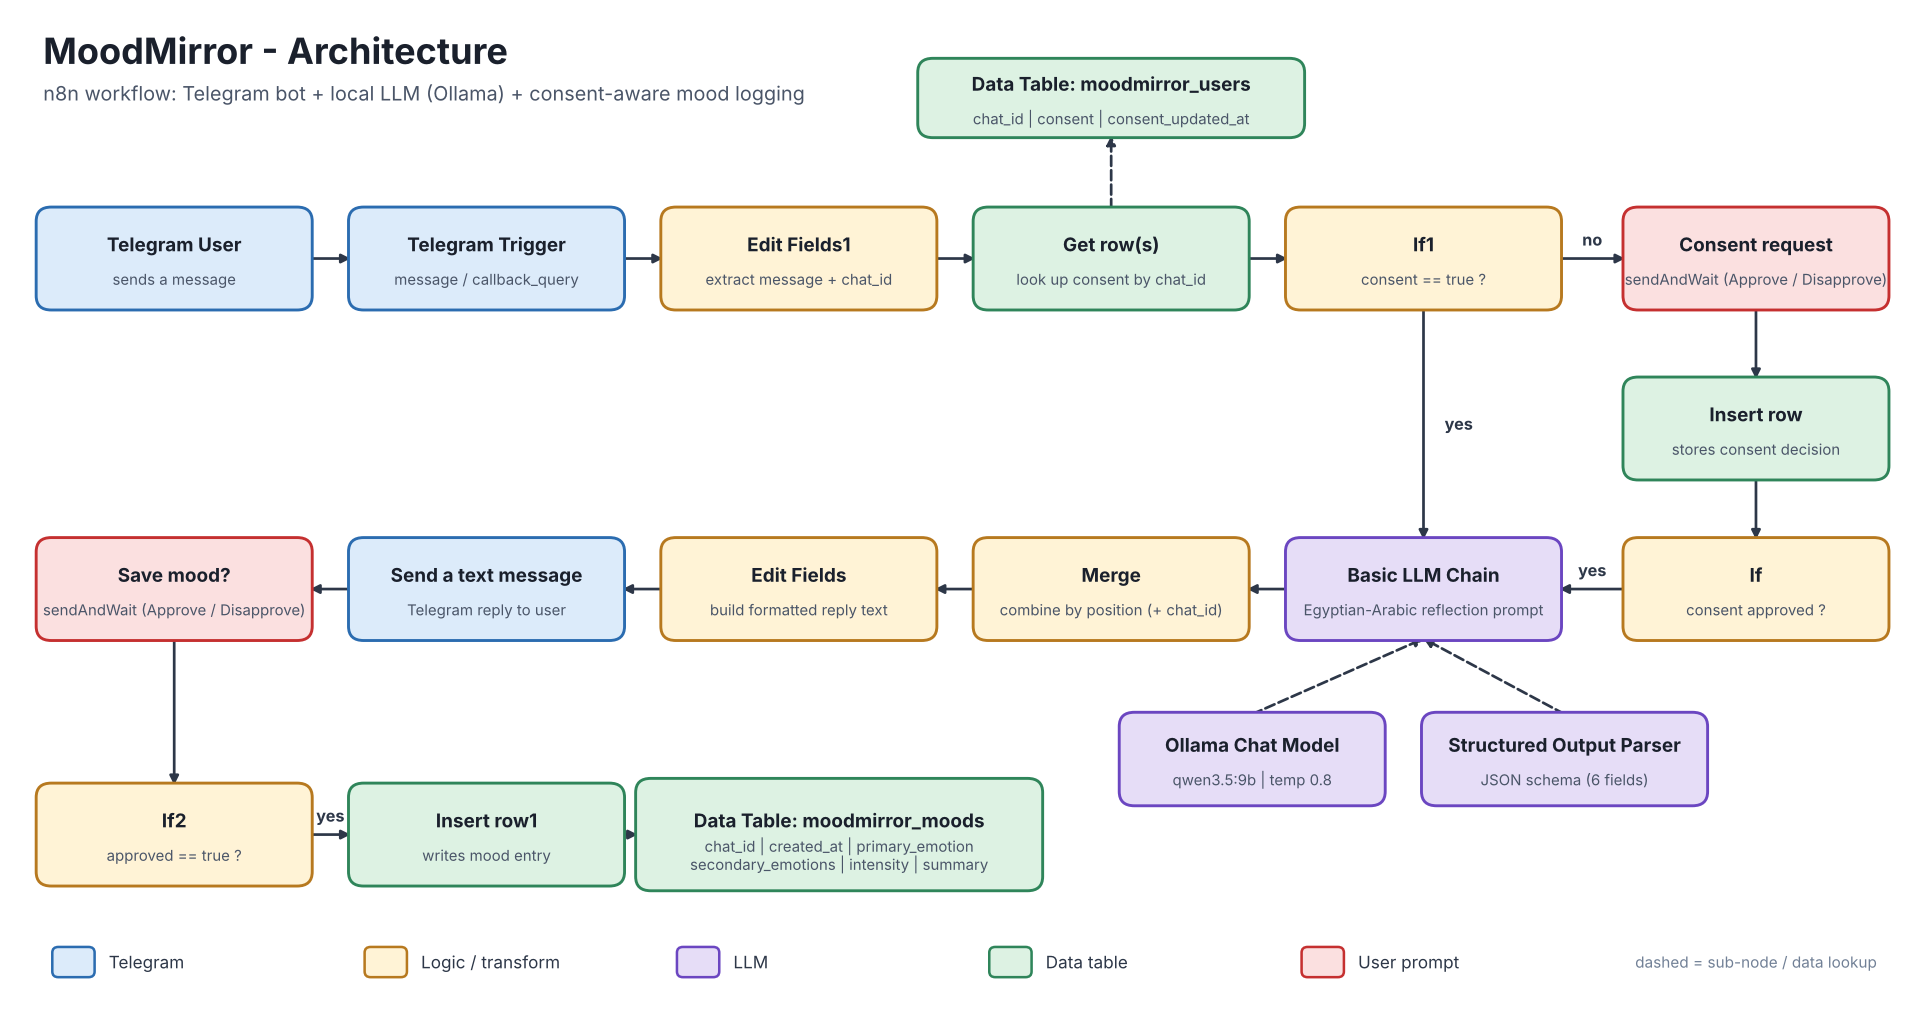 MoodMirror - Architecture
n8n workflow: Telegram bot + local LLM (Ollama) + consent-aware mood logging
Data Table: moodmirror_users
chat_id | consent | consent_updated_at
Telegram User
sends a message
Telegram Trigger
message / callback_query
Edit Fields1
extract message + chat_id
Get row(s)
look up consent by chat_id
If1
consent == true ?
no
Consent request
sendAndWait (Approve / Disapprove)
yes
Insert row
stores consent decision
Save mood?
sendAndWait (Approve / Disapprove)
Send a text message
Telegram reply to user
Edit Fields
build formatted reply text
Merge
combine by position (+ chat_id)
Basic LLM Chain
Egyptian-Arabic reflection prompt
yes
If
consent approved ?
Ollama Chat Model
qwen3.5:9b | temp 0.8
Structured Output Parser
JSON schema (6 fields)
If2
approved == true ?
yes
Insert row1
writes mood entry
Data Table: moodmirror_moods
chat_id | created_at | primary_emotion
secondary_emotions | intensity | summary
Telegram
Logic / transform
LLM
Data table
User prompt
dashed = sub-node / data lookup